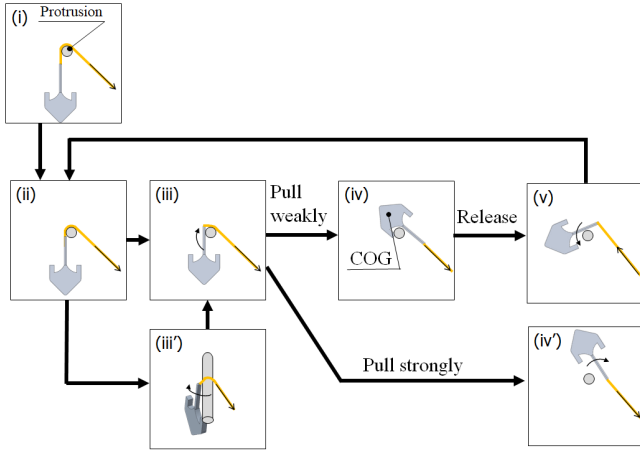 (i)
Protrusion
(ii)
(iii)
Pull
weakly
(iv)
COG
Release
(v)
(iii')
Pull strongly
(iv')